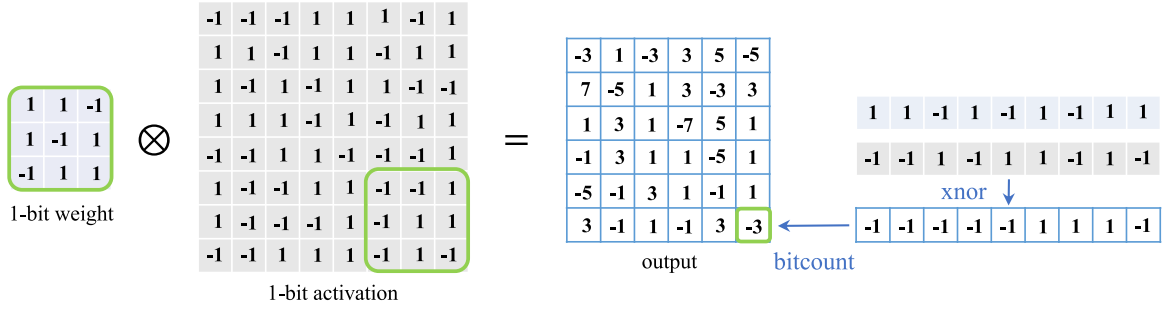 1 1 -1
1 -1 1
-1 1 1
1-bit weight
⊗
-1 -1 -1 1 1 1 -1 1
1 1 -1 1 1 -1 1 1
1 -1 1 -1 1 1 -1 -1
1 1 1 -1 1 -1 1 1
-1 -1 1 1 -1 -1 -1 1
1 -1 -1 1 1 -1 -1 1
1 -1 -1 -1 1 -1 1 1
-1 -1 1 1 1 -1 1 -1
1-bit activation
=
-3 1 -3 3 5 -5
7 -5 1 3 -3 3
1 3 1 -7 5 1
-1 3 1 1 -5 1
-5 -1 3 1 -1 1
3 -1 1 -1 3 -3
output
1 1 -1 1 -1 1 -1 1 1
-1 -1 1 -1 1 1 -1 1 -1
xnor
-1 -1 -1 -1 -1 1 1 1 -1
bitcount